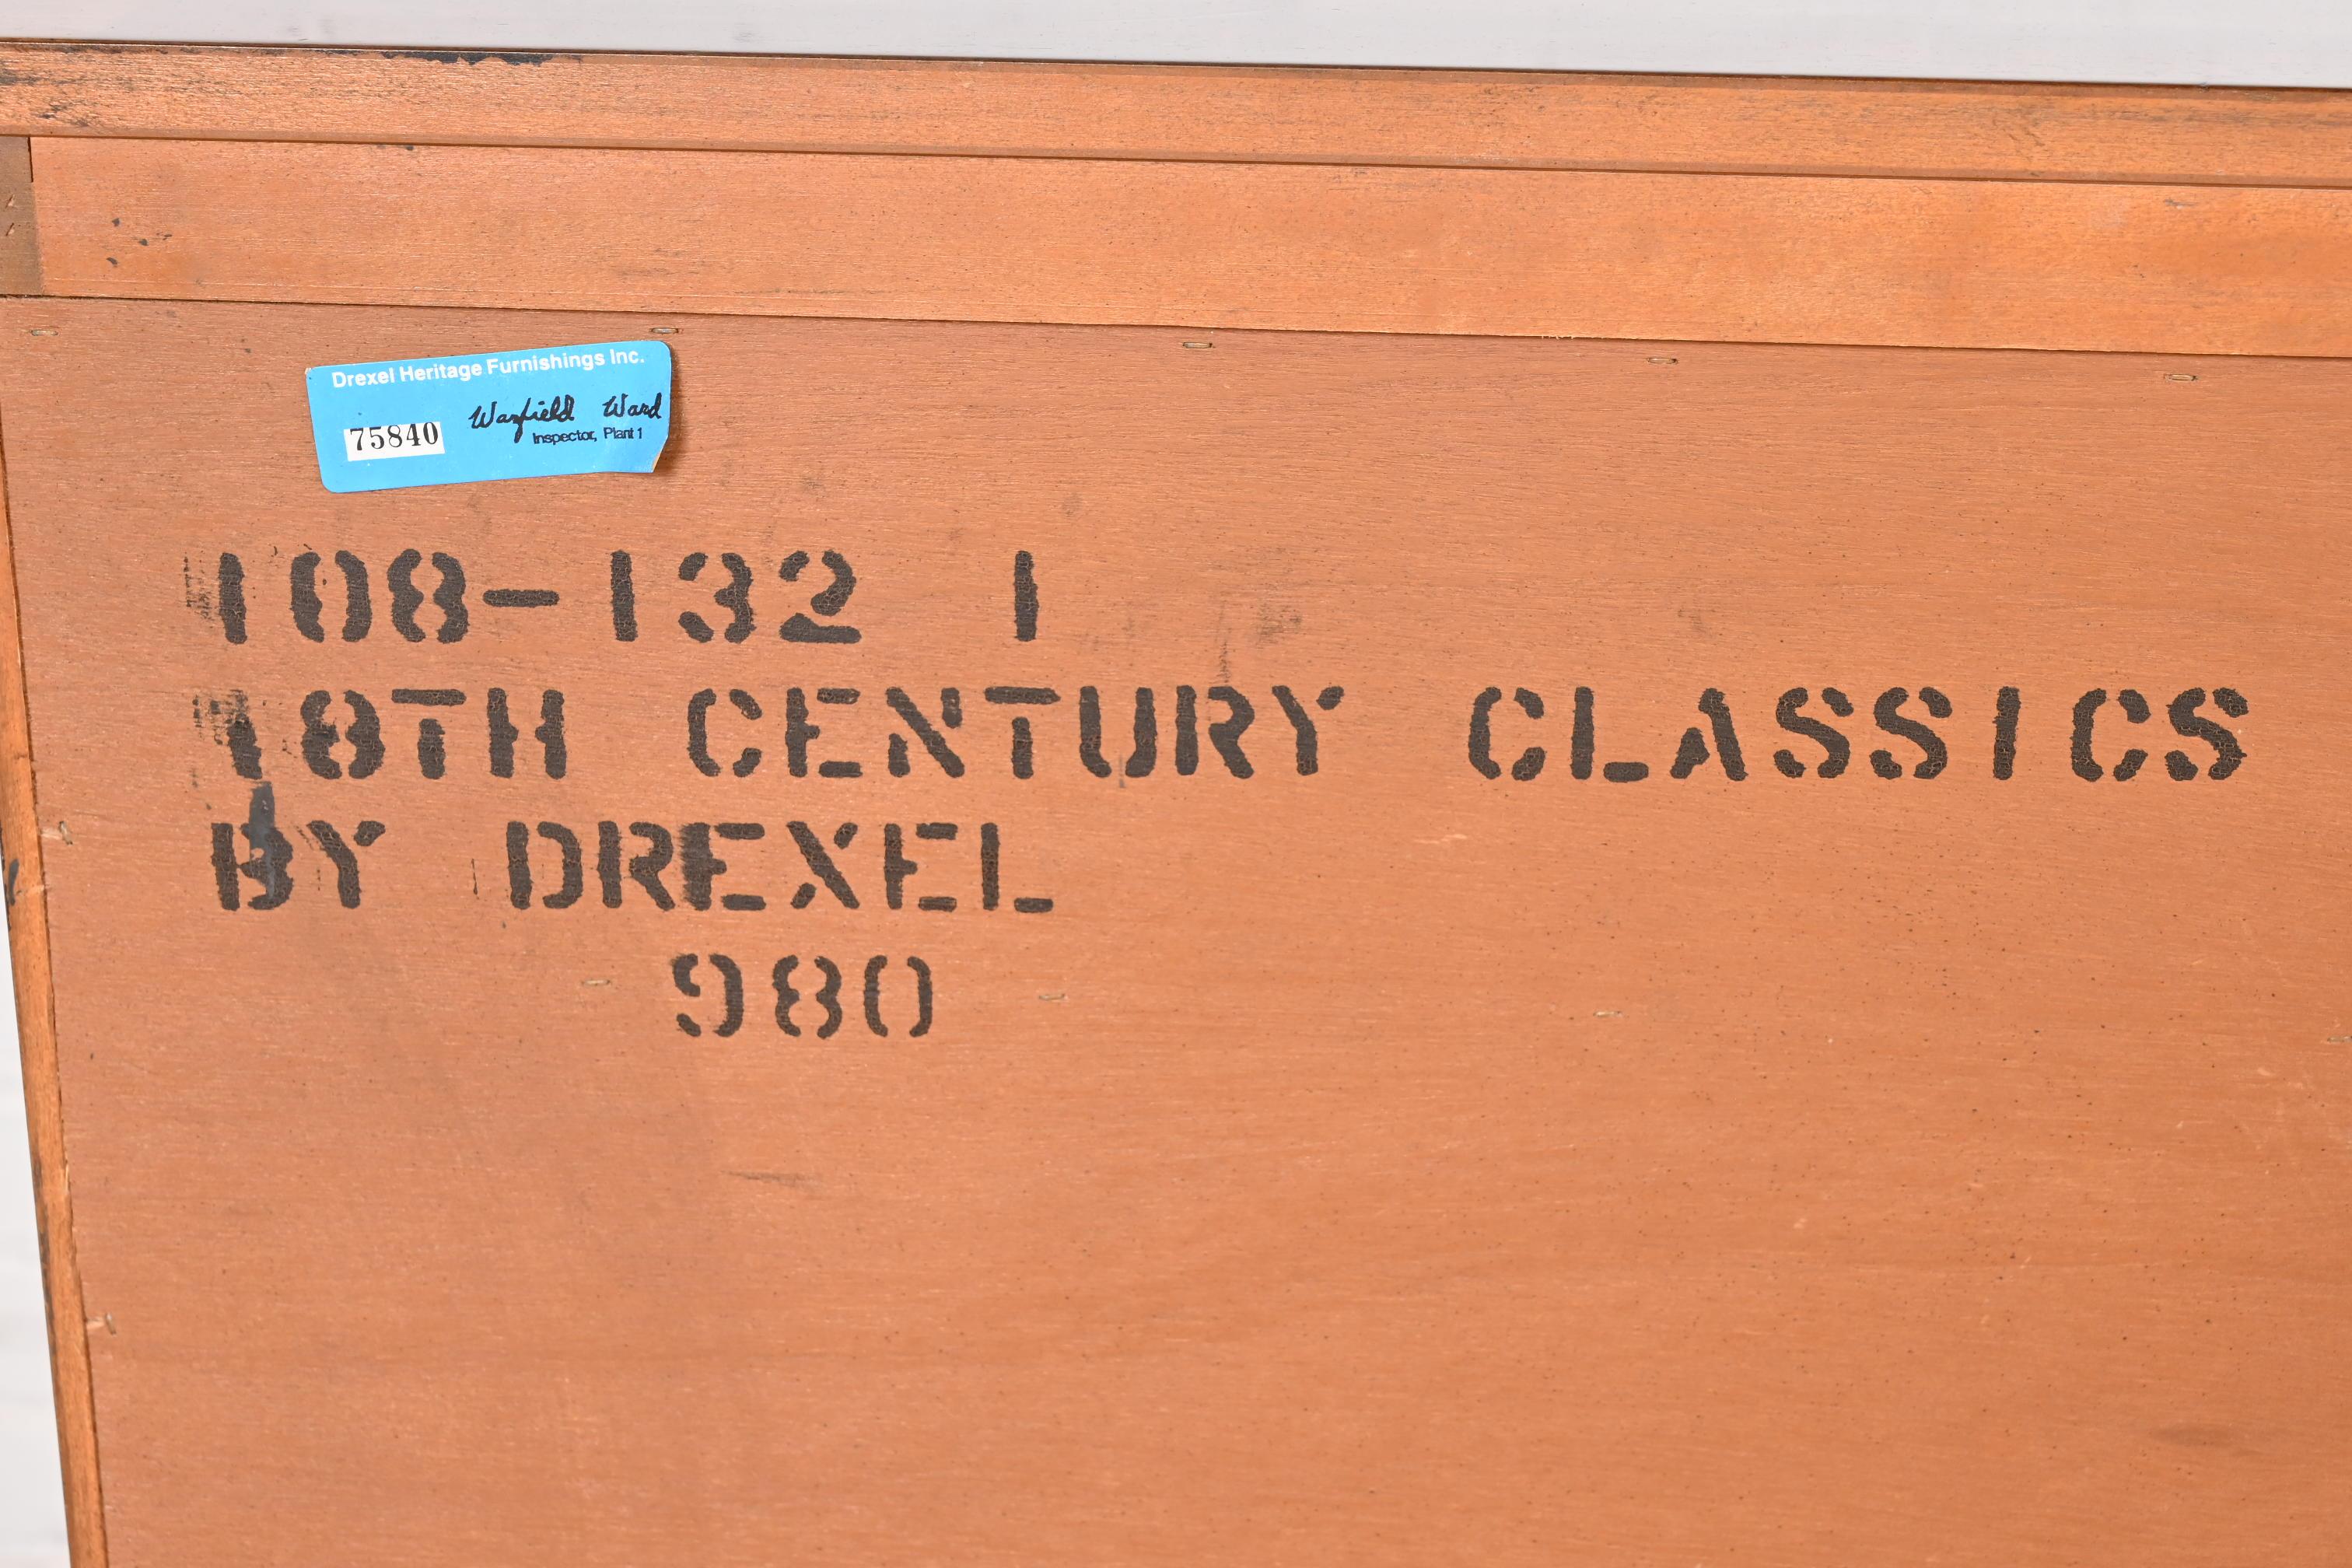 Drexel Heritage Furnishings Inc.
75840 Warfield Ward
Inspector, Plant 1
108-132 1
18TH CENTURY CLASSICS
BY DREXEL
980